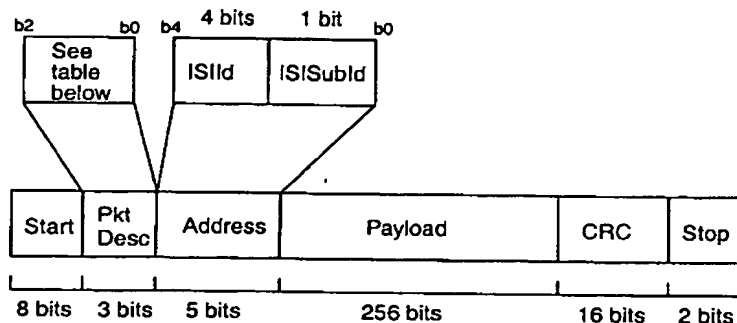 4 bits 1 bit
b2 b0 b4 b0
See
table
below
ISIId ISISubId
Start Pkt
Desc Address Payload CRC Stop
8 bits 3 bits 5 bits 256 bits 16 bits 2 bits